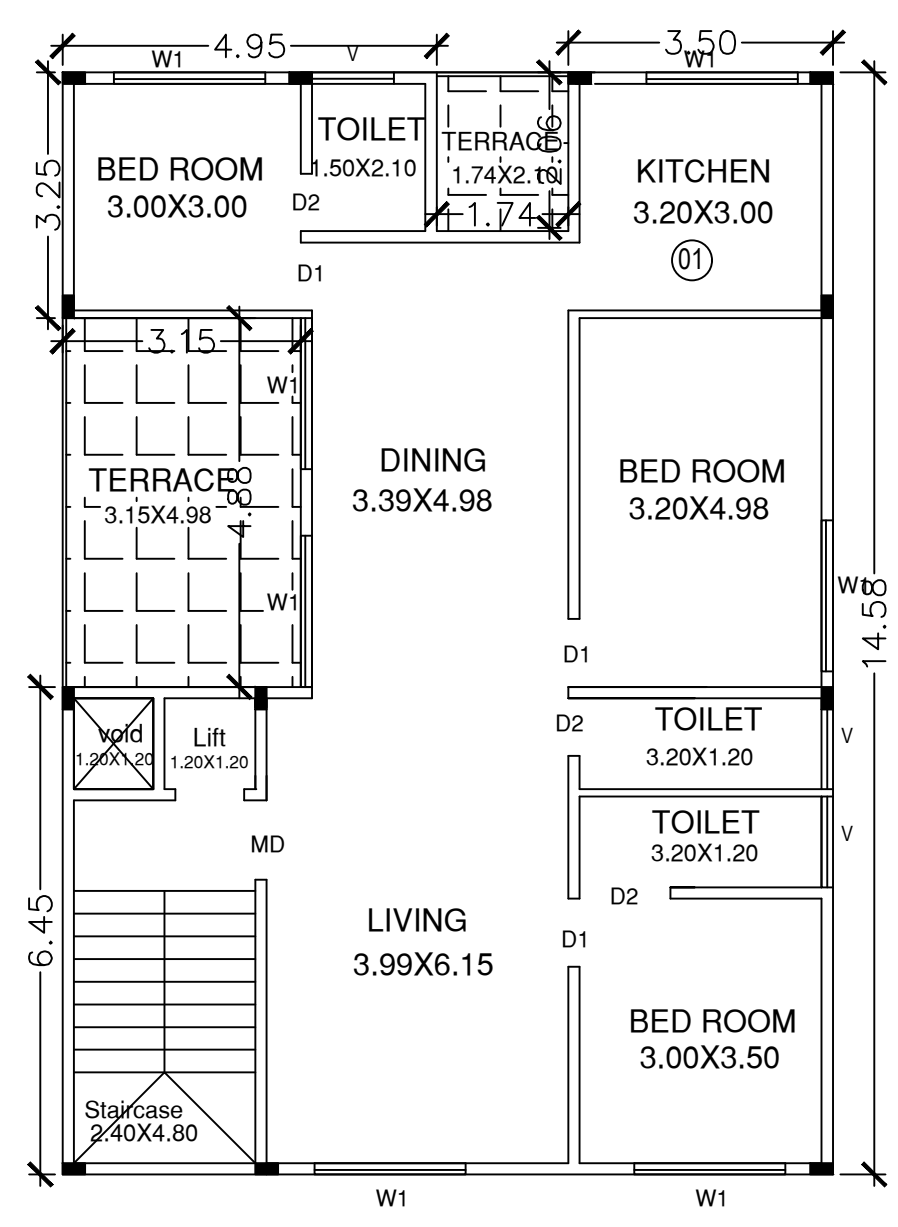 4.95
3.50
W1
V
W1
TOILET
1.50X2.10
TERRACE
1.74X2.10
2.06
BED ROOM
3.00X3.00
KITCHEN
3.20X3.00
3.25
D2
1.74
01
D1
3.15
W1
TERRACE
3.15X4.98
4.88
DINING
3.39X4.98
BED ROOM
3.20X4.98
W1
W1
14.58
D1
D2
TOILET
3.20X1.20
V
void
1.20X1.20
Lift
1.20X1.20
TOILET
3.20X1.20
V
MD
D2
6.45
LIVING
3.99X6.15
D1
BED ROOM
3.00X3.50
Staircase
2.40X4.80
W1
W1